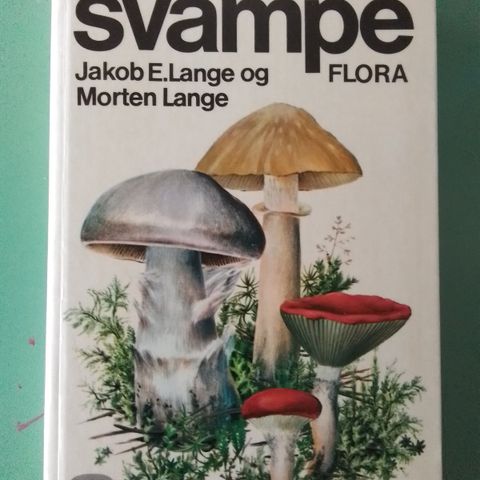 svampe
FLORA
Jakob E.Lange og
Morten Lange